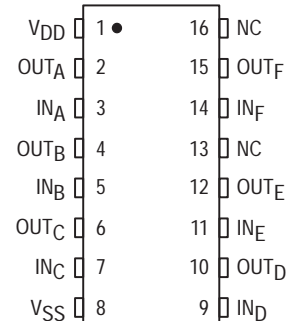 VDD 1 16 NC
OUTA 2 15 OUTF
INA 3 14 INF
OUTB 4 13 NC
INB 5 12 OUTE
OUTC 6 11 INE
INC 7 10 OUTD
VSS 8 9 IND